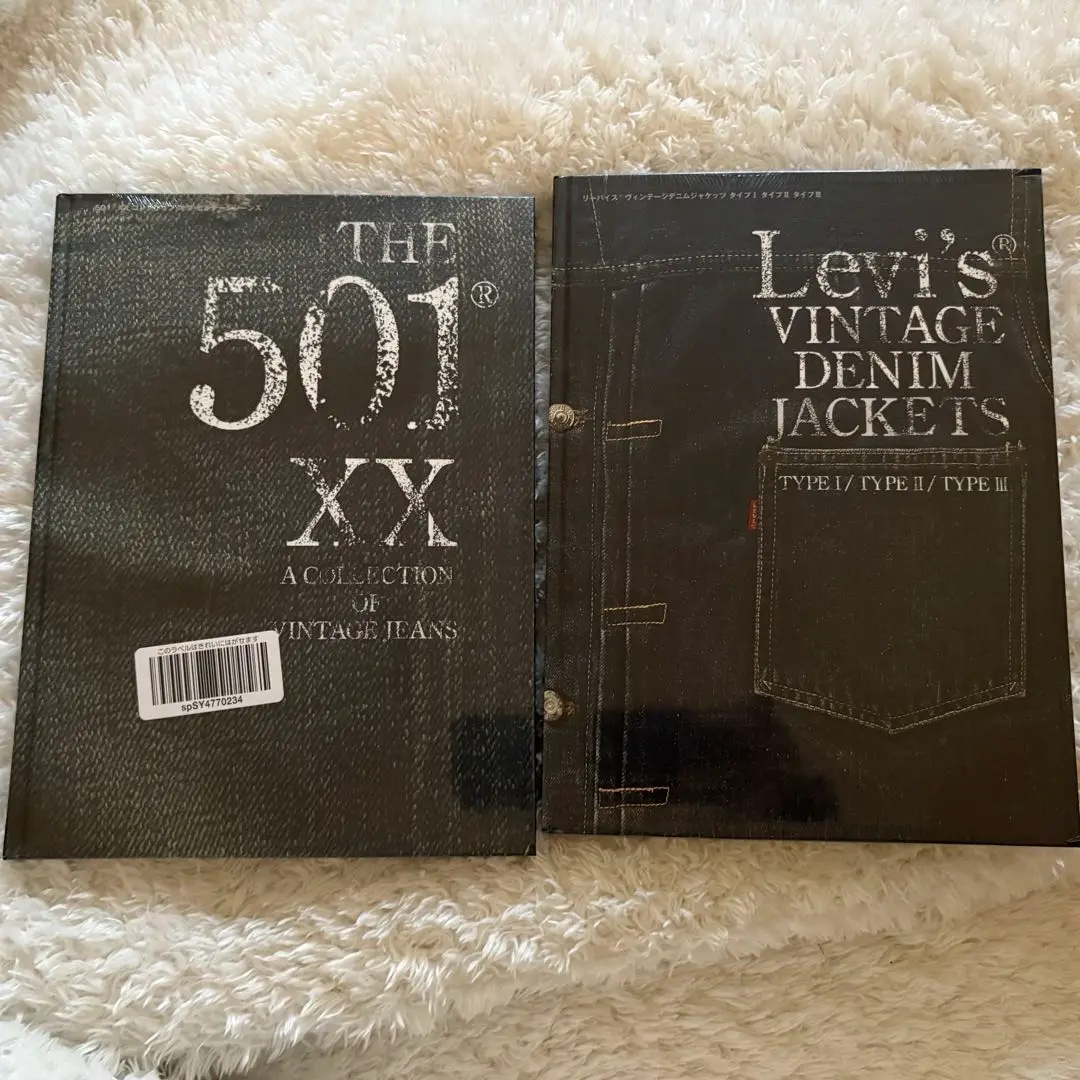 THE
501®
XX
A COLLECTION
OF
VINTAGE JEANS
このラベルはきれいにはがせます
spSY4770234
リーバイス® ヴィンテージデニムジャケッツ タイプⅠ タイプⅡ タイプⅢ
Levi's®
VINTAGE
DENIM
JACKETS
TYPE Ⅰ / TYPE Ⅱ / TYPE Ⅲ